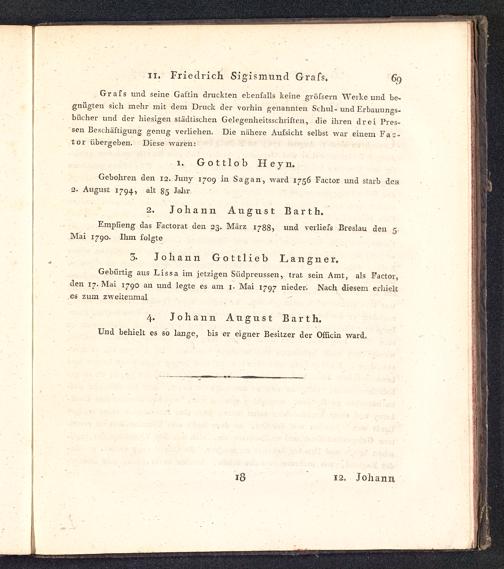 11. Friedrich Sigismund Graſs. 69
Graſs und seine Gattin druckten ebenfalls keine gröſsern Werke und be-
gnügten sich mehr mit dem Druck der vorhin genannten Schul- und Erbauungs-
bücher und der hiesigen städtischen Gelegenheitsschriften, die ihren drei Pres-
sen Beschäftigung genug verliehen. Die nähere Aufsicht selbst war einem Fac-
tor übergeben. Diese waren:
1. Gottlob Heyn.
Gebohren den 12. Juny 1709 in Sagan, ward 1756 Factor und starb den
2. August 1794, alt 85 Jahr
2. Johann August Barth.
Empfieng das Factorat den 23. März 1788, und verlieſs Breslau den 5
Mai 1790. Ihm folgte
3. Johann Gottlieb Langner.
Gebürtig aus Lissa im jetzigen Südpreussen, trat sein Amt, als Factor,
den 17. Mai 1790 an und legte es am 1. Mai 1797 nieder. Nach diesem erhielt
es zum zweitenmal
4. Johann August Barth.
Und behielt es so lange, bis er eigner Besitzer der Officin ward.
18 12. Johann